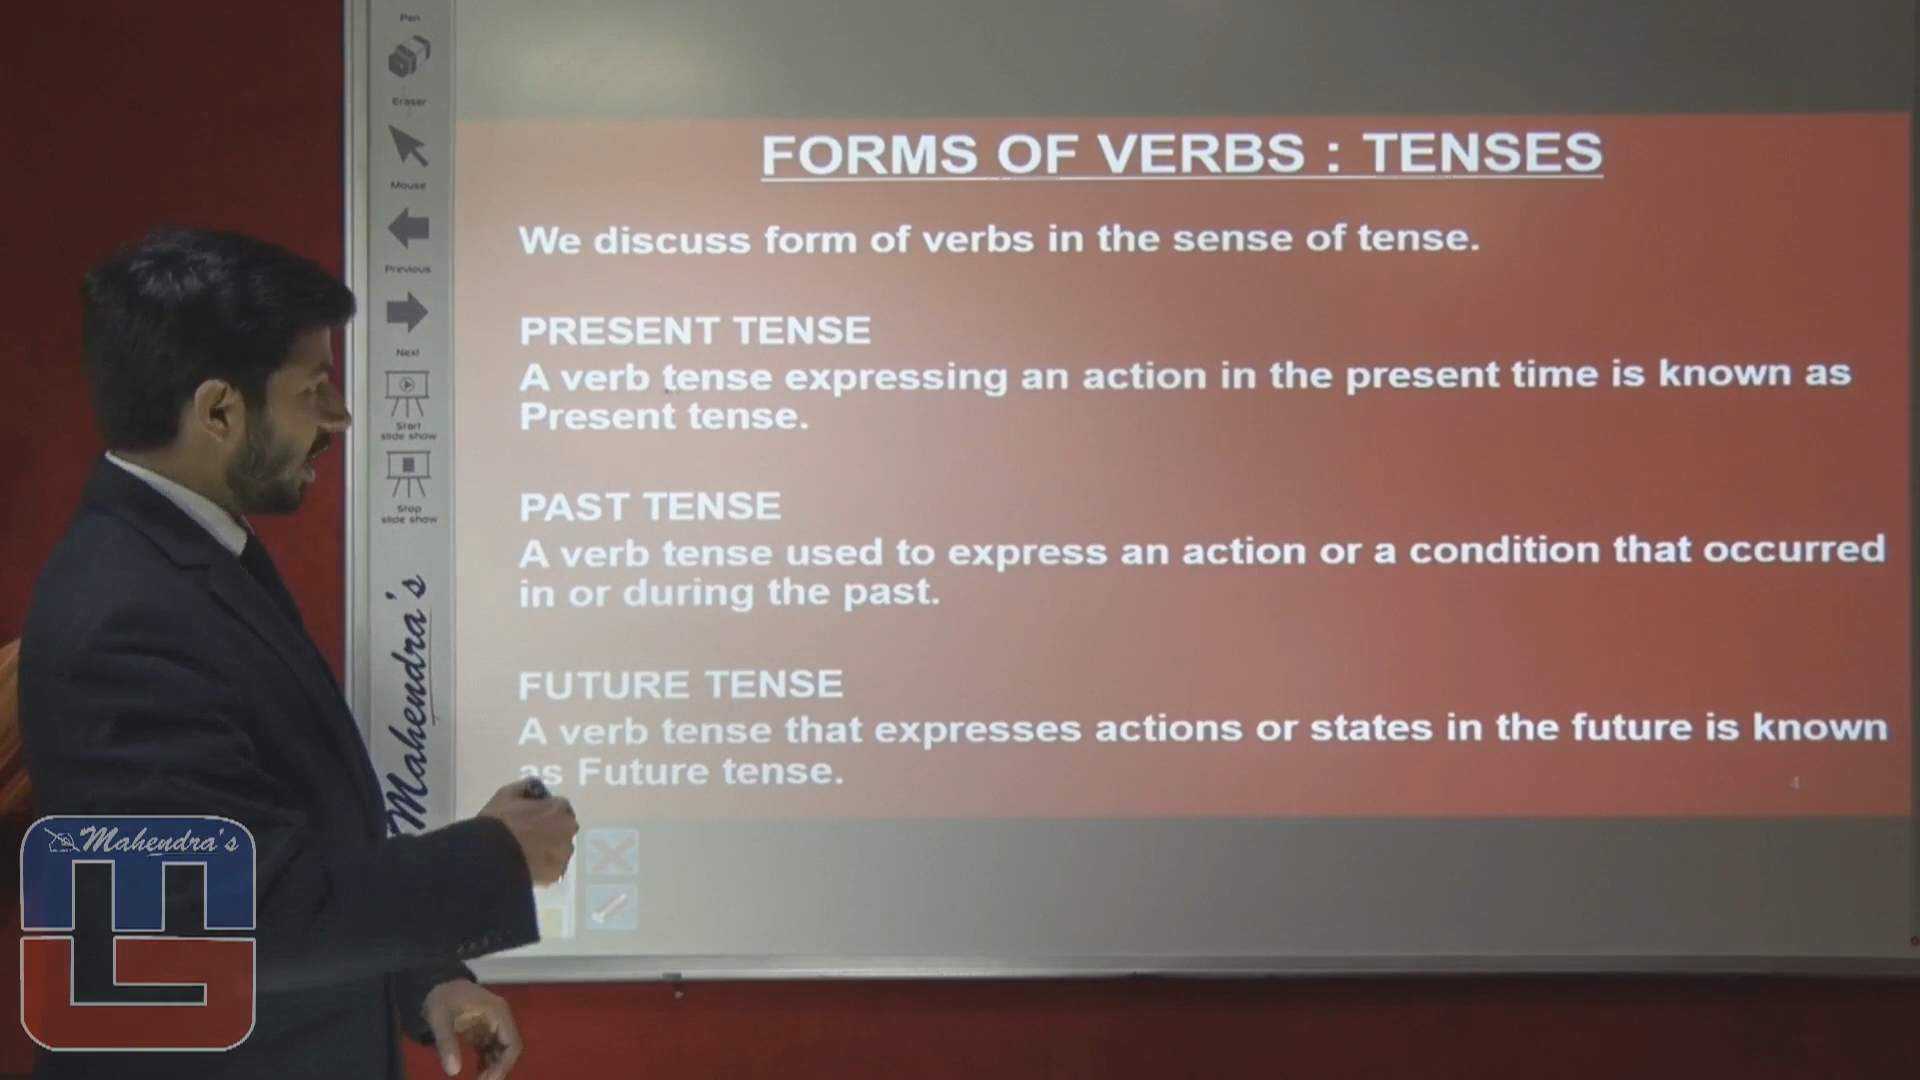 Pen
Eraser
Mouse
Previous
Next
Start
slide show
Stop
slide show
Mahendra's
FORMS OF VERBS : TENSES
We discuss form of verbs in the sense of tense.
PRESENT TENSE
A verb tense expressing an action in the present time is known as
Present tense.
PAST TENSE
A verb tense used to express an action or a condition that occurred
in or during the past.
FUTURE TENSE
A verb tense that expresses actions or states in the future is known
as Future tense.
4
Mahendra's